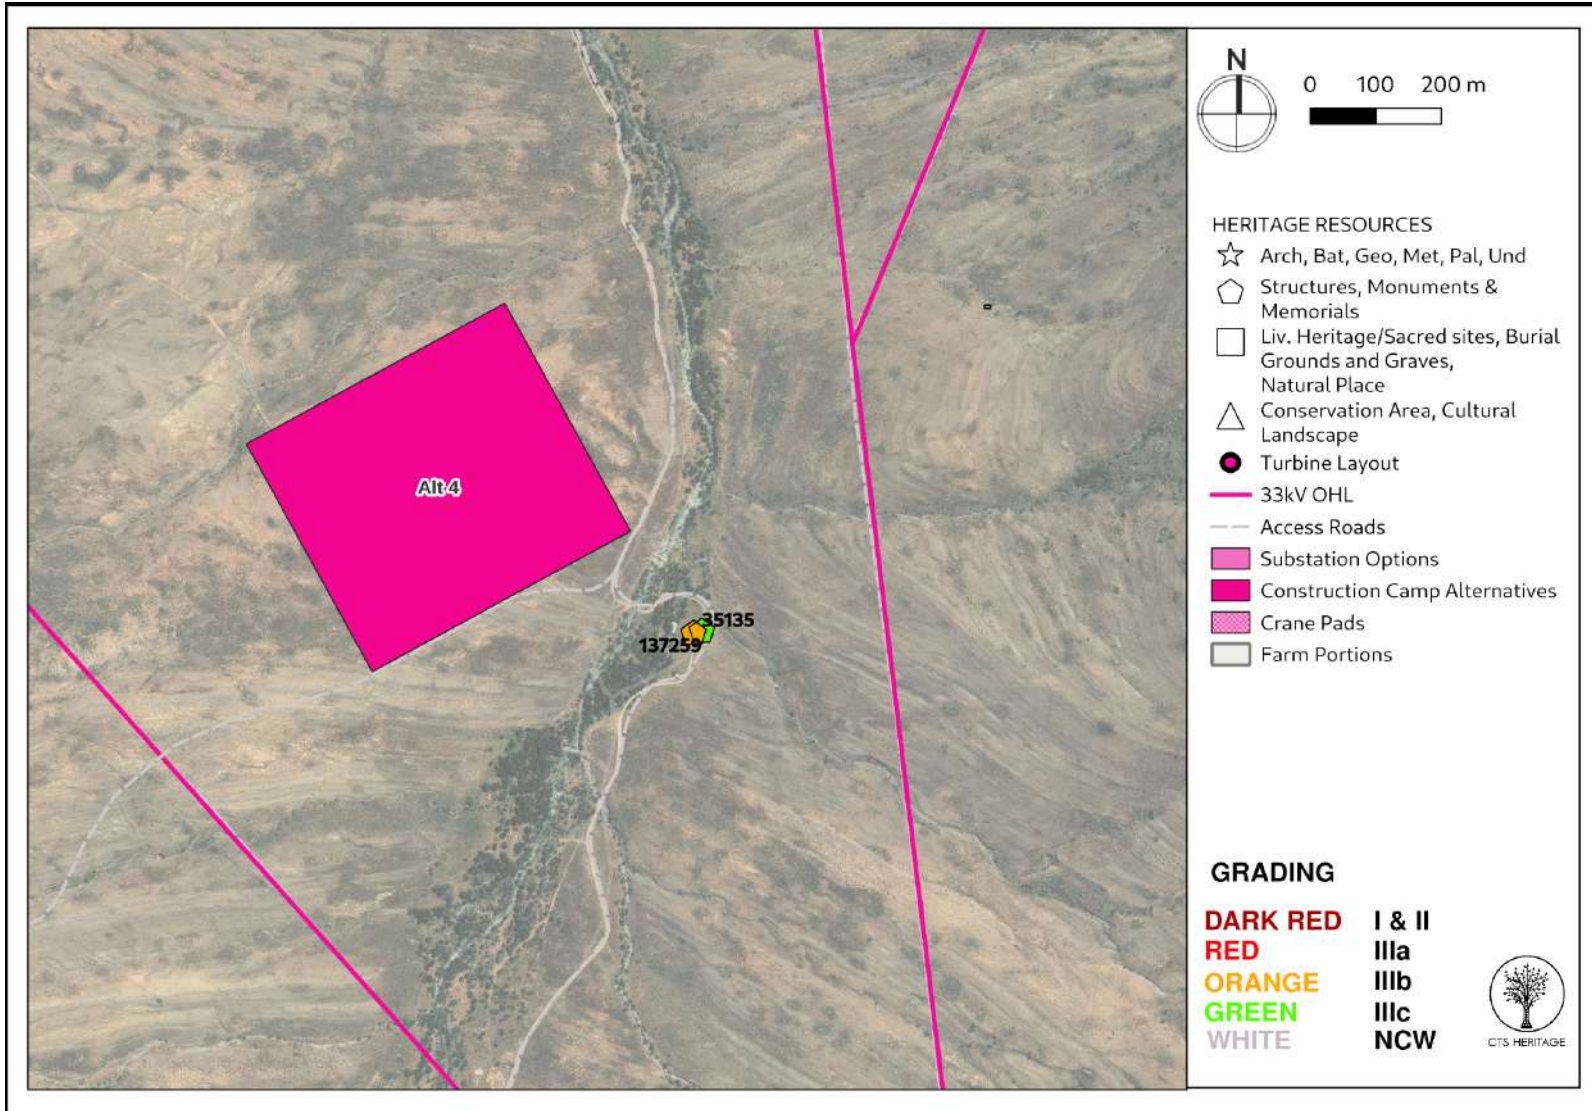 N
0 100 200 m
HERITAGE RESOURCES
Arch, Bat, Geo, Met, Pal, Und
Structures, Monuments &
Memorials
Liv. Heritage/Sacred sites, Burial
Grounds and Graves,
Natural Place
Conservation Area, Cultural
Landscape
Turbine Layout
33kV OHL
Access Roads
Substation Options
Construction Camp Alternatives
Crane Pads
Farm Portions
Alt 4
35135
137259
GRADING
DARK RED I & II
RED IIIa
ORANGE IIIb
GREEN IIIc
WHITE NCW
CTS HERITAGE